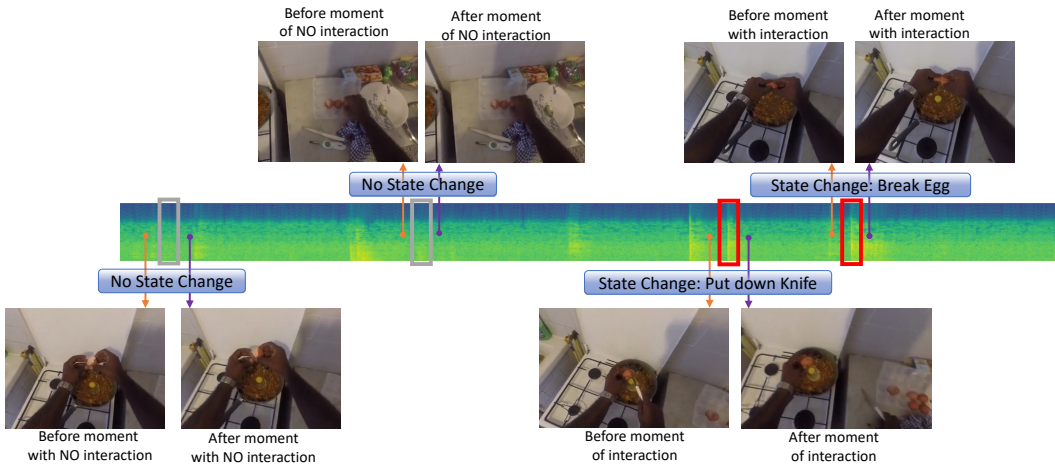 Before moment
of NO interaction
After moment
of NO interaction
Before moment
with interaction
After moment
with interaction
No State Change
State Change: Break Egg
No State Change
State Change: Put down Knife
Before moment
with NO interaction
After moment
with NO interaction
Before moment
of interaction
After moment
of interaction